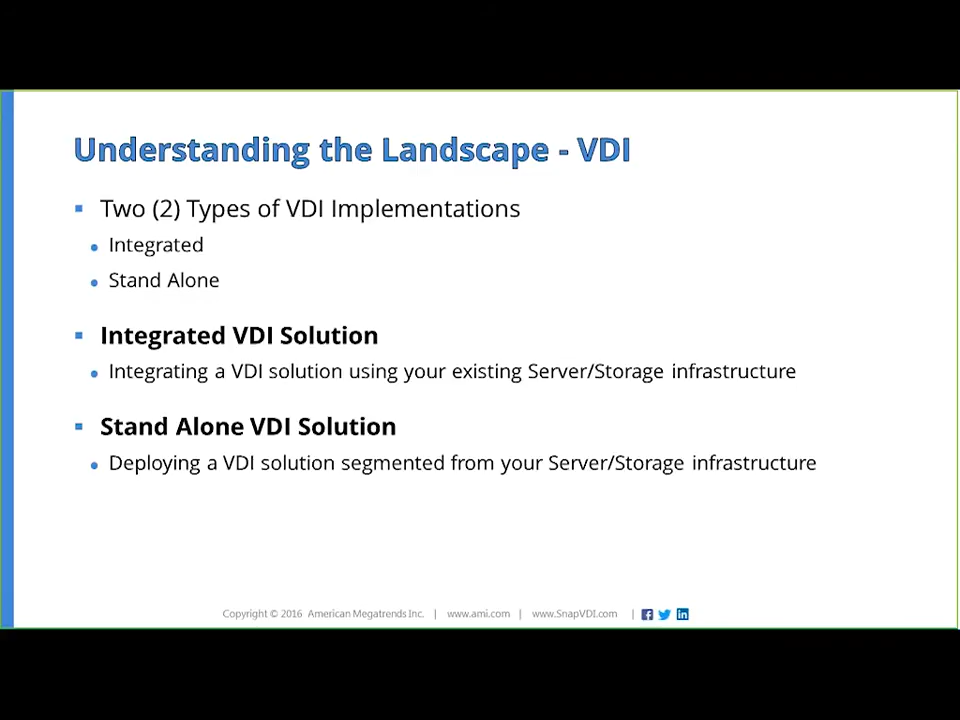 Understanding the Landscape - VDI
Two (2) Types of VDI Implementations
Integrated
Stand Alone
Integrated VDI Solution
Integrating a VDI solution using your existing Server/Storage infrastructure
Stand Alone VDI Solution
Deploying a VDI solution segmented from your Server/Storage infrastructure
Copyright © 2016 American Megatrends Inc. | www.ami.com | www.SnapVDI.com |